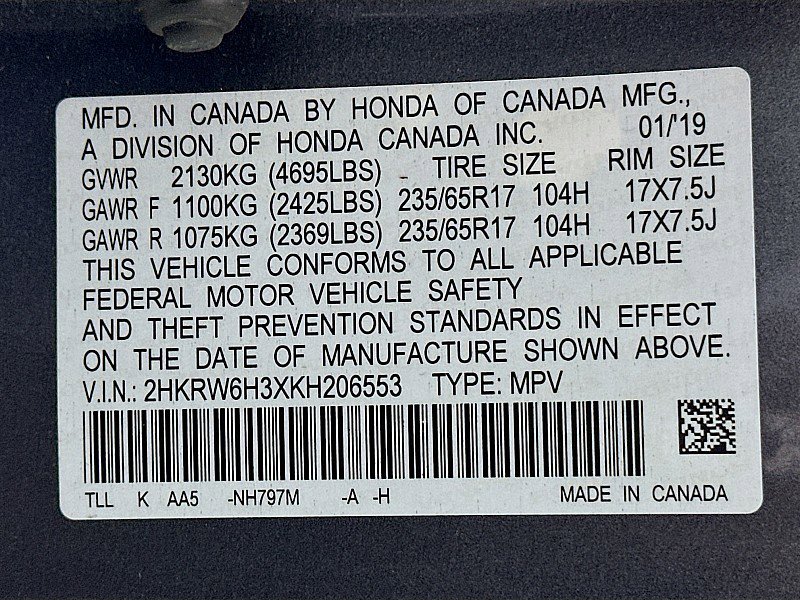 MFD. IN CANADA BY HONDA OF CANADA MFG.,
A DIVISION OF HONDA CANADA INC. 01/'19
GVWR 2130KG (4695LBS) TIRE SIZE RIM SIZE
GAWR F 1100KG (2425LBS) 235/65R17 104H 17X7.5J
GAWR R 1075KG (2369LBS) 235/65R17 104H 17X7.5J
THIS VEHICLE CONFORMS TO ALL APPLICABLE
FEDERAL MOTOR VEHICLE SAFETY
AND THEFT PREVENTION STANDARDS IN EFFECT
ON THE DATE OF MANUFACTURE SHOWN ABOVE.
V.I.N.: 2HKRW6H3XKH206553 TYPE: MPV
TLL K AA5 -NH797M -A -H MADE IN CANADA